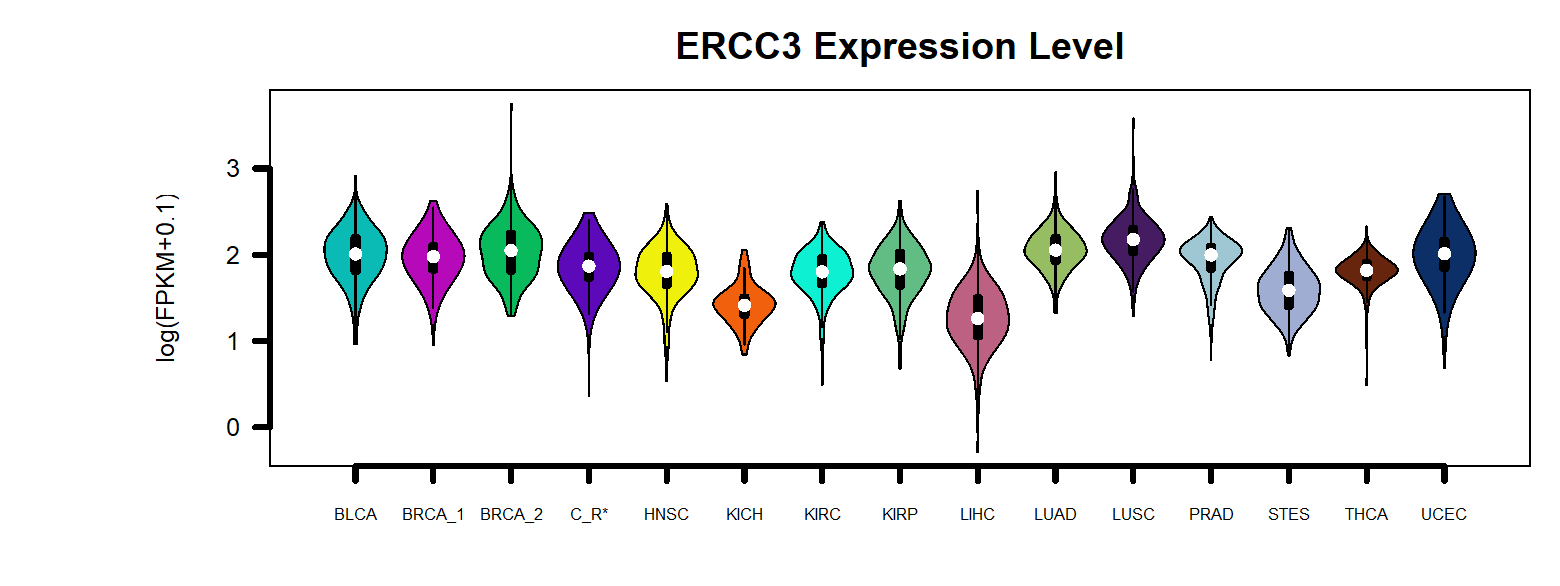 ERCC3 Expression Level
log(FPKM+0.1)
3
2
1
0
BLCA BRCA_1 BRCA_2 C_R* HNSC KICH KIRC KIRP LIHC LUAD LUSC PRAD STES THCA UCEC